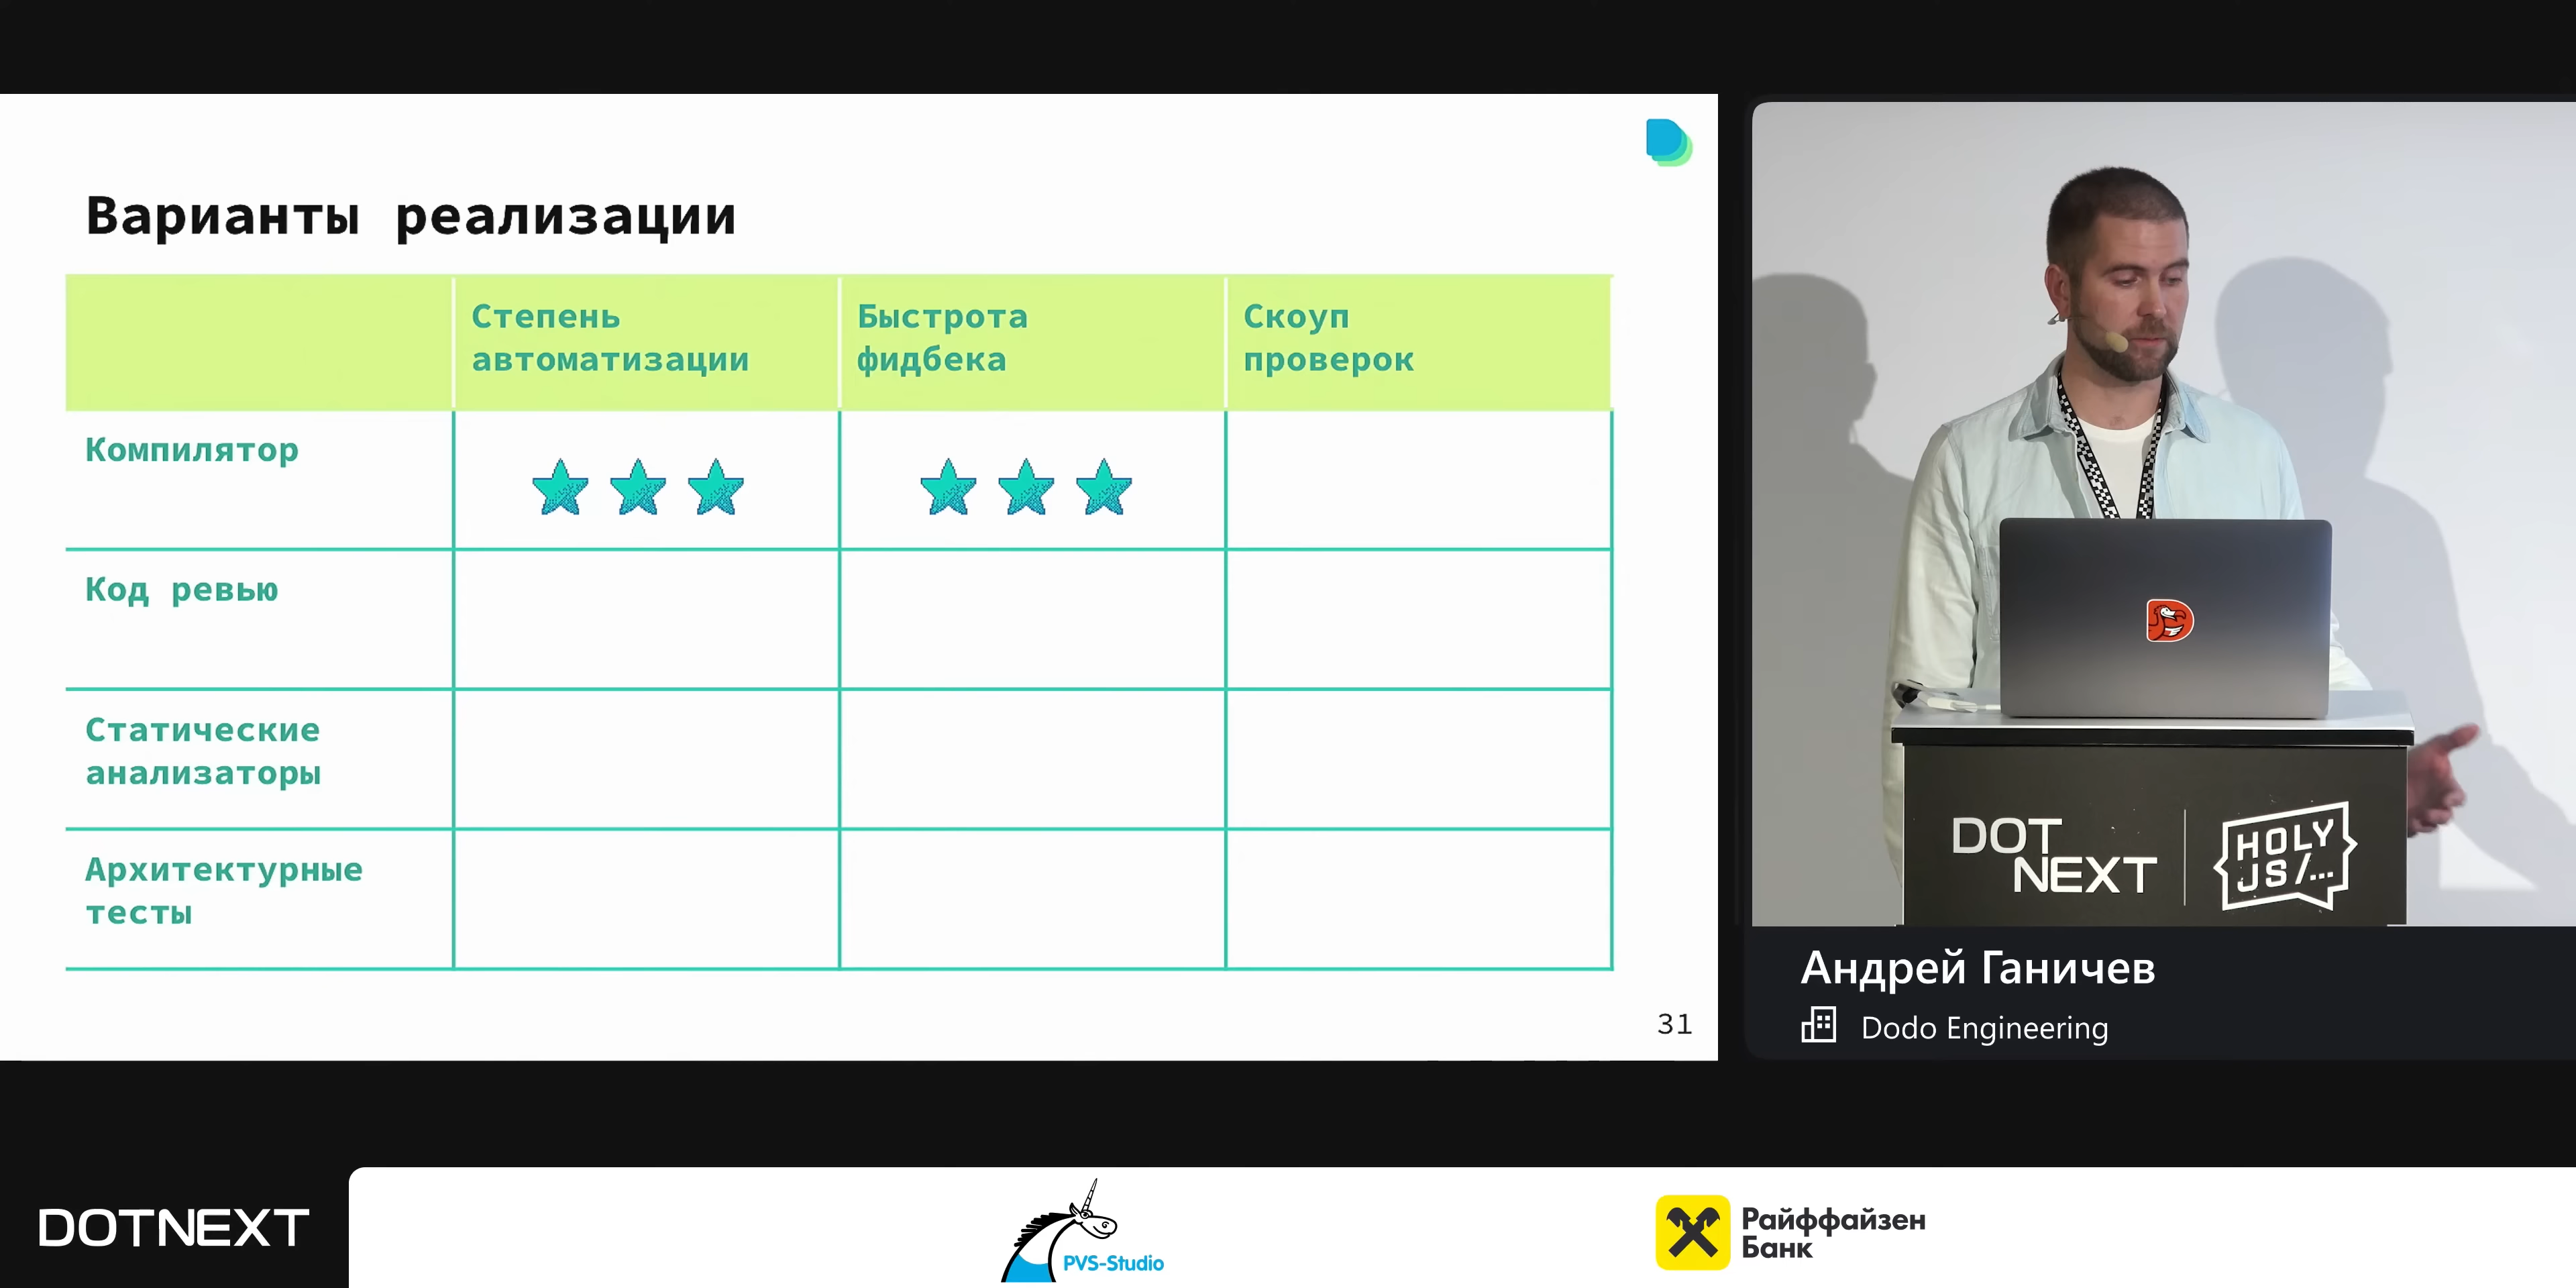 Варианты реализации
Степень
автоматизации
Быстрота
фидбека
Скоуп
проверок
Компилятор
Код ревью
Статические
анализаторы
Архитектурные
тесты
31
DOT
NEXT
HOLY
JS/...
Андрей Ганичев
Dodo Engineering
DOTNEXT
PVS-Studio
Райффайзен
Банк